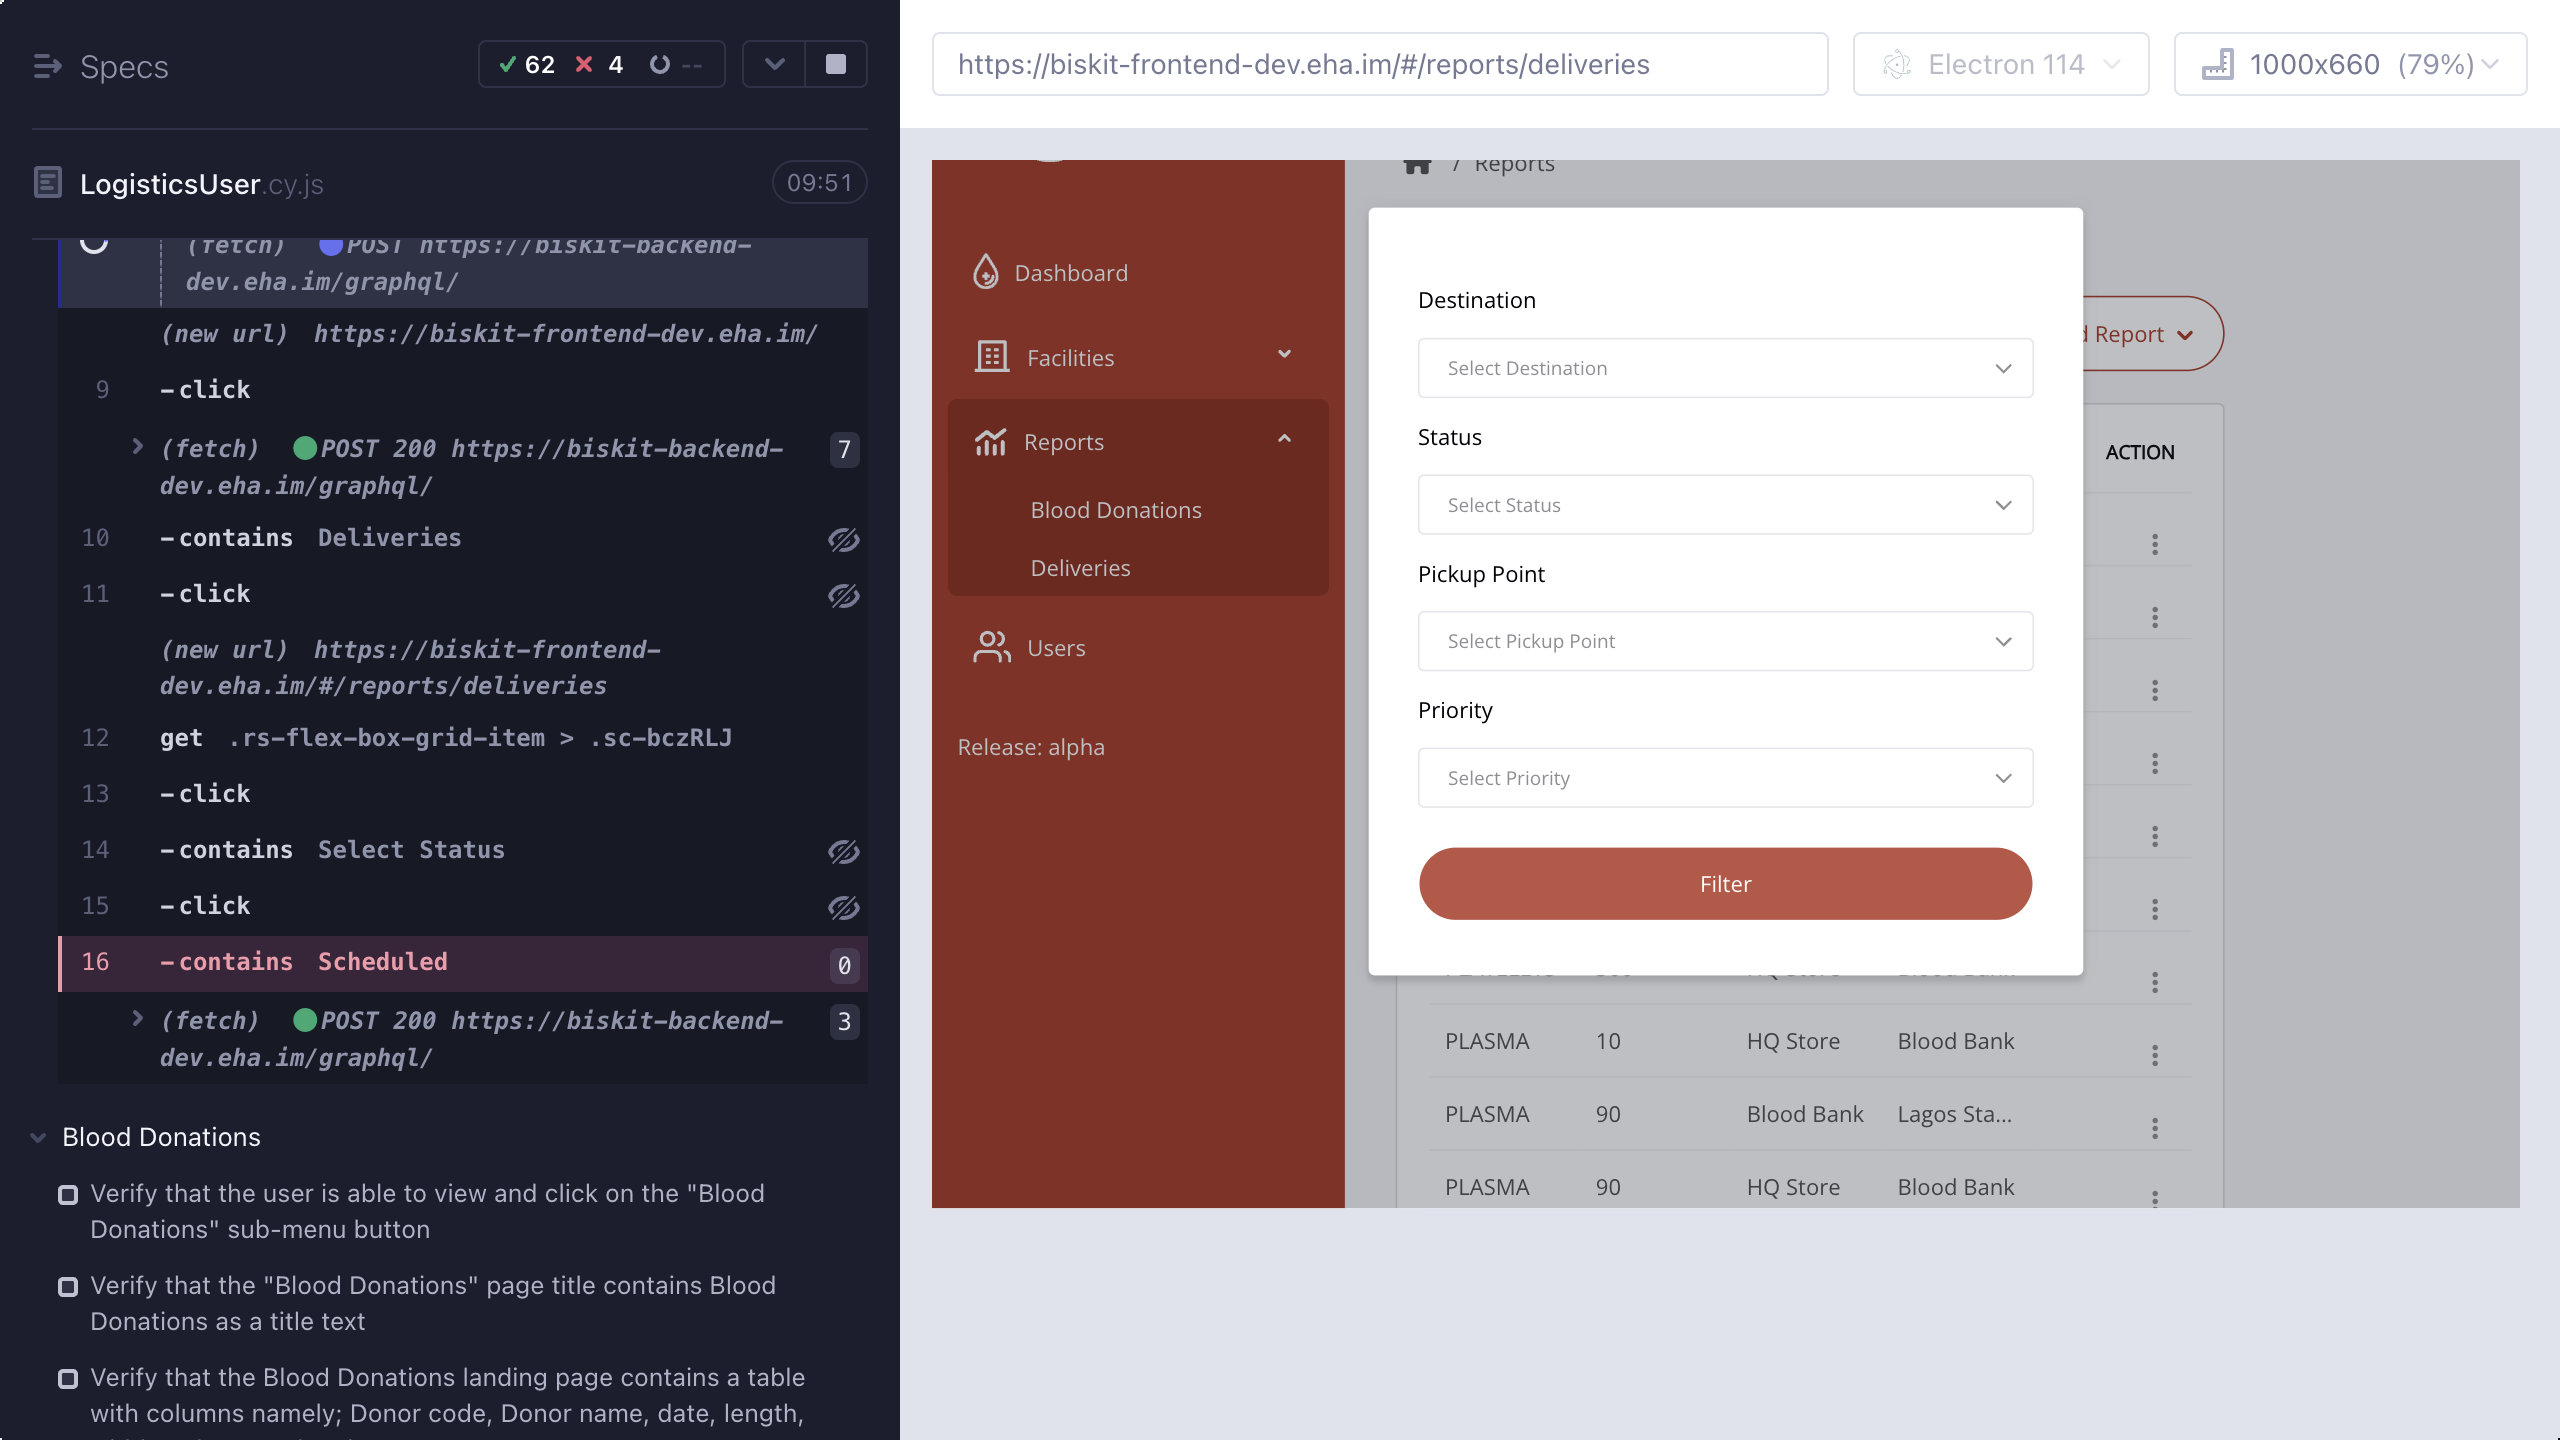 Specs
62 4 --
LogisticsUser.cy.js
09:51
(fetch) POST https://biskit-backend-
dev.eha.im/graphql/
(new url) https://biskit-frontend-dev.eha.im/
9 -click
(fetch) POST 200 https://biskit-backend- 7
dev.eha.im/graphql/
10 -contains Deliveries
11 -click
(new url) https://biskit-frontend-
dev.eha.im/#/reports/deliveries
12 get .rs-flex-box-grid-item > .sc-bczRLJ
13 -click
14 -contains Select Status
15 -click
16 -contains Scheduled 0
(fetch) POST 200 https://biskit-backend- 3
dev.eha.im/graphql/
Blood Donations
Verify that the user is able to view and click on the "Blood
Donations" sub-menu button
Verify that the "Blood Donations" page title contains Blood
Donations as a title text
Verify that the Blood Donations landing page contains a table
with columns namely; Donor code, Donor name, date, length,
https://biskit-frontend-dev.eha.im/#/reports/deliveries
Electron 114
1000x660 (79%)
Dashboard
Facilities
Reports
Blood Donations
Deliveries
Users
Release: alpha
/ Reports
Destination
Select Destination
Status
Select Status
Pickup Point
Select Pickup Point
Priority
Select Priority
Filter
Report
ACTION
PLASMA 10 HQ Store Blood Bank
PLASMA 90 Blood Bank Lagos Sta...
PLASMA 90 HQ Store Blood Bank